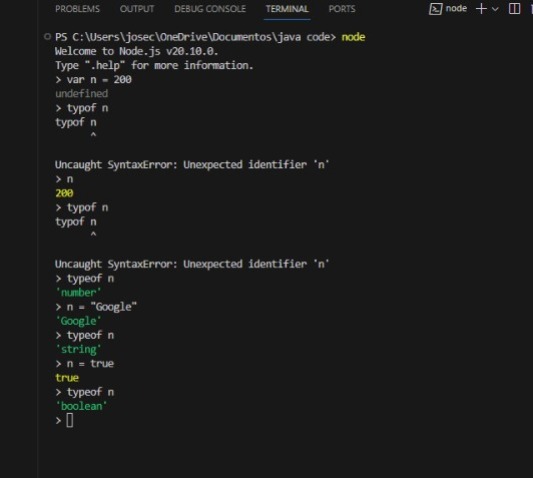 PROBLEMS OUTPUT DEBUG CONSOLE TERMINAL PORTS node
PS C:\Users\josec\OneDrive\Documentos\java code> node
Welcome to Node.js v20.10.0.
Type ".help" for more information.
> var n = 200
undefined
> typof n
typof n
^
Uncaught SyntaxError: Unexpected identifier 'n'
> n
200
> typof n
typof n
^
Uncaught SyntaxError: Unexpected identifier 'n'
> typeof n
'number'
> n = "Google"
'Google'
> typeof n
'string'
> n = true
true
> typeof n
'boolean'
>